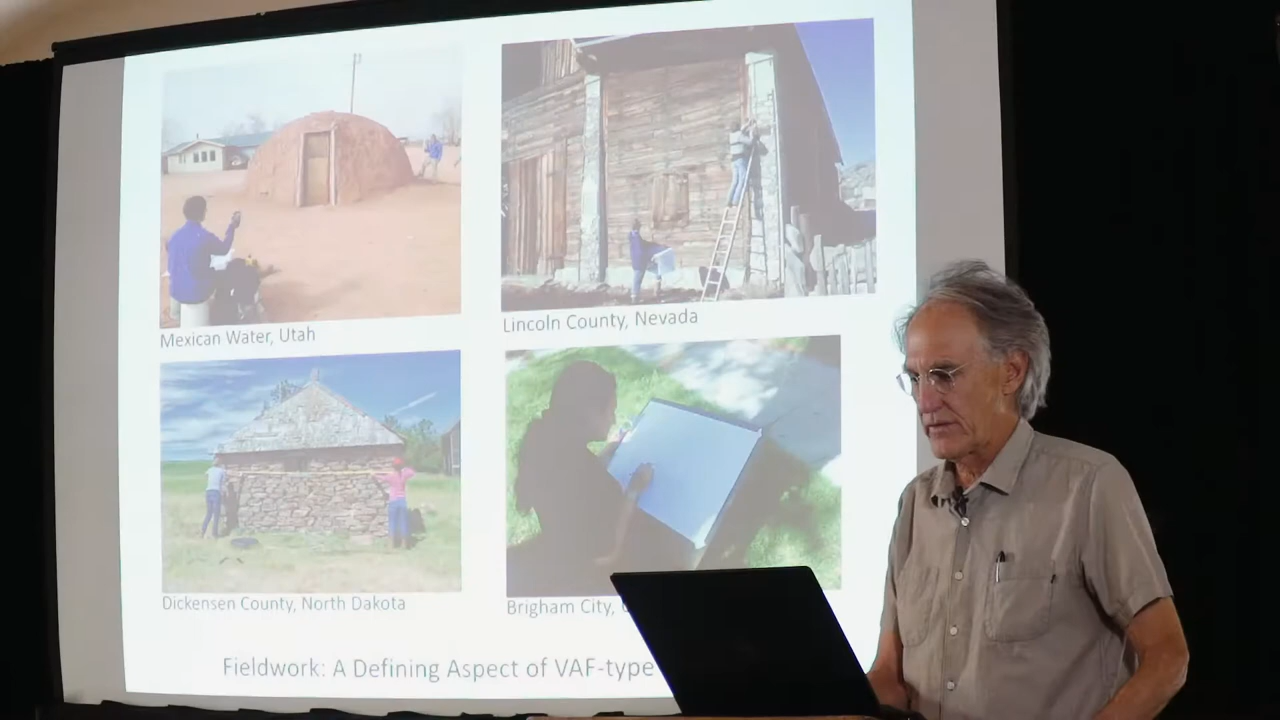 Mexican Water, Utah
Lincoln County, Nevada
Dickensen County, North Dakota
Brigham City,
Fieldwork: A Defining Aspect of VAF-type